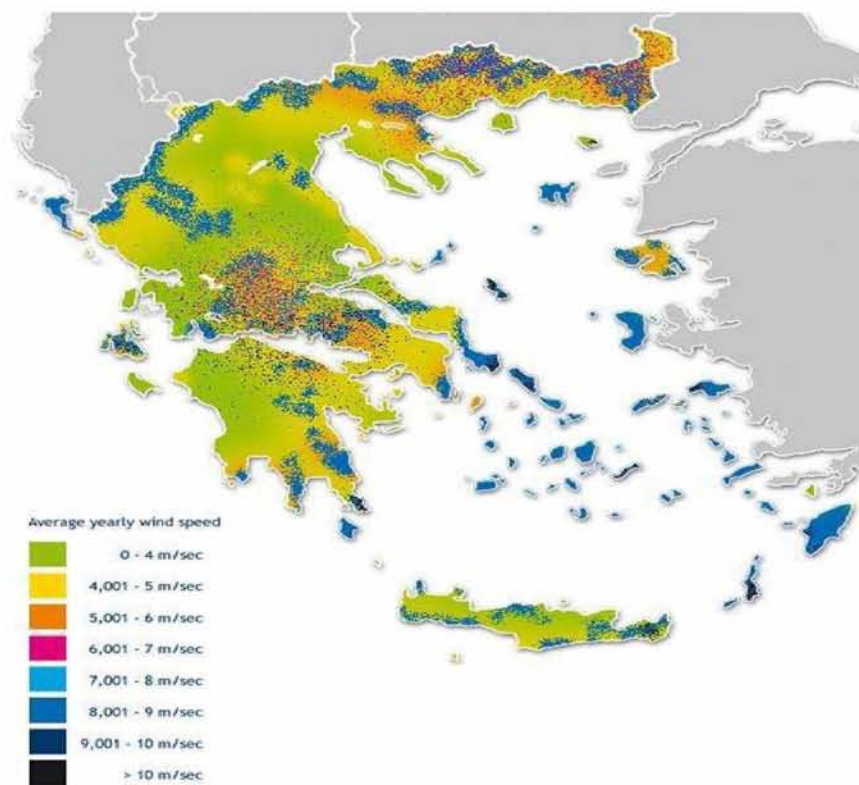 Average yearly wind speed
0 - 4 m/sec
4,001 - 5 m/sec
5,001 - 6 m/sec
6,001 - 7 m/sec
7,001 - 8 m/sec
8,001 - 9 m/sec
9,001 - 10 m/sec
> 10 m/sec